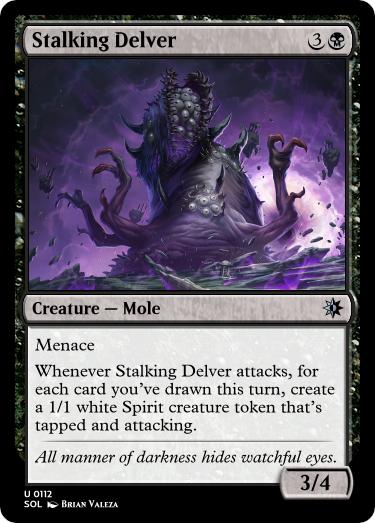 Stalking Delver
3
Creature — Mole
Menace
Whenever Stalking Delver attacks, for
each card you've drawn this turn, create
a 1/1 white Spirit creature token that's
tapped and attacking.
All manner of darkness hides watchful eyes.
3/4
U 0112
SOL Brian Valeza